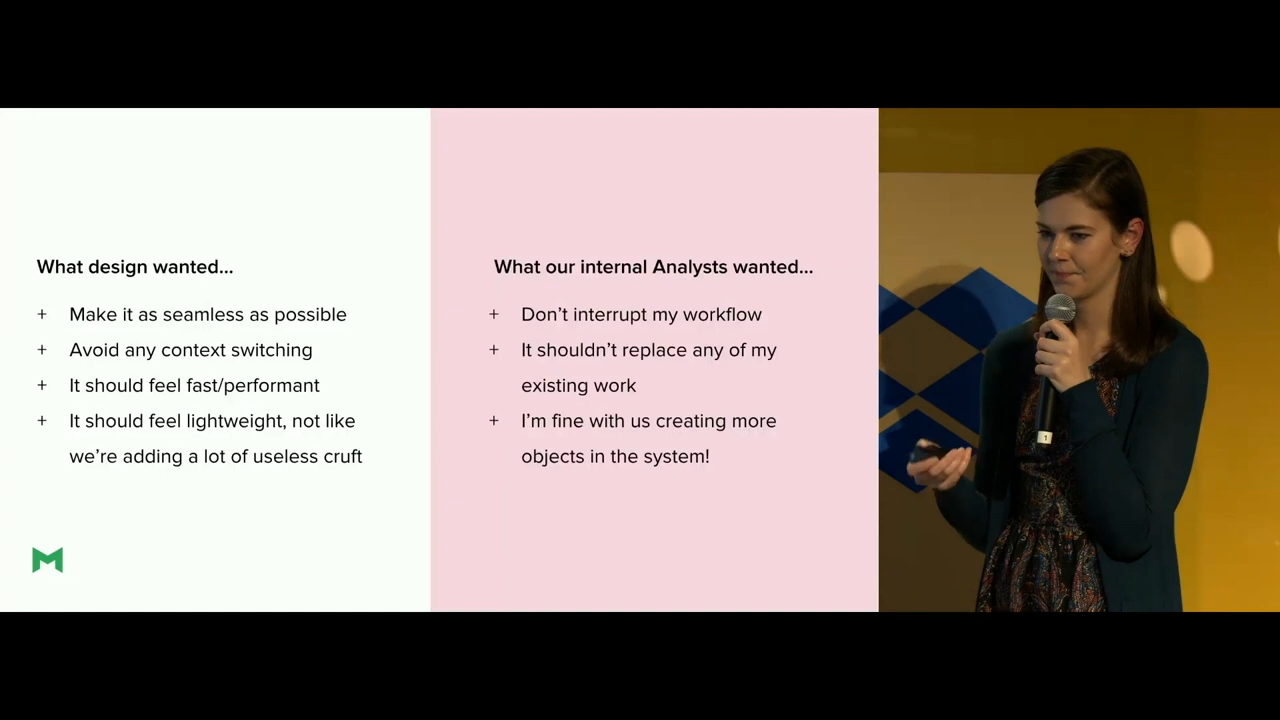 What design wanted...
+ Make it as seamless as possible
+ Avoid any context switching
+ It should feel fast/performant
+ It should feel lightweight, not like
we’re adding a lot of useless cruft
What our internal Analysts wanted...
+ Don’t interrupt my workflow
+ It shouldn’t replace any of my
existing work
+ I’m fine with us creating more
objects in the system!
1